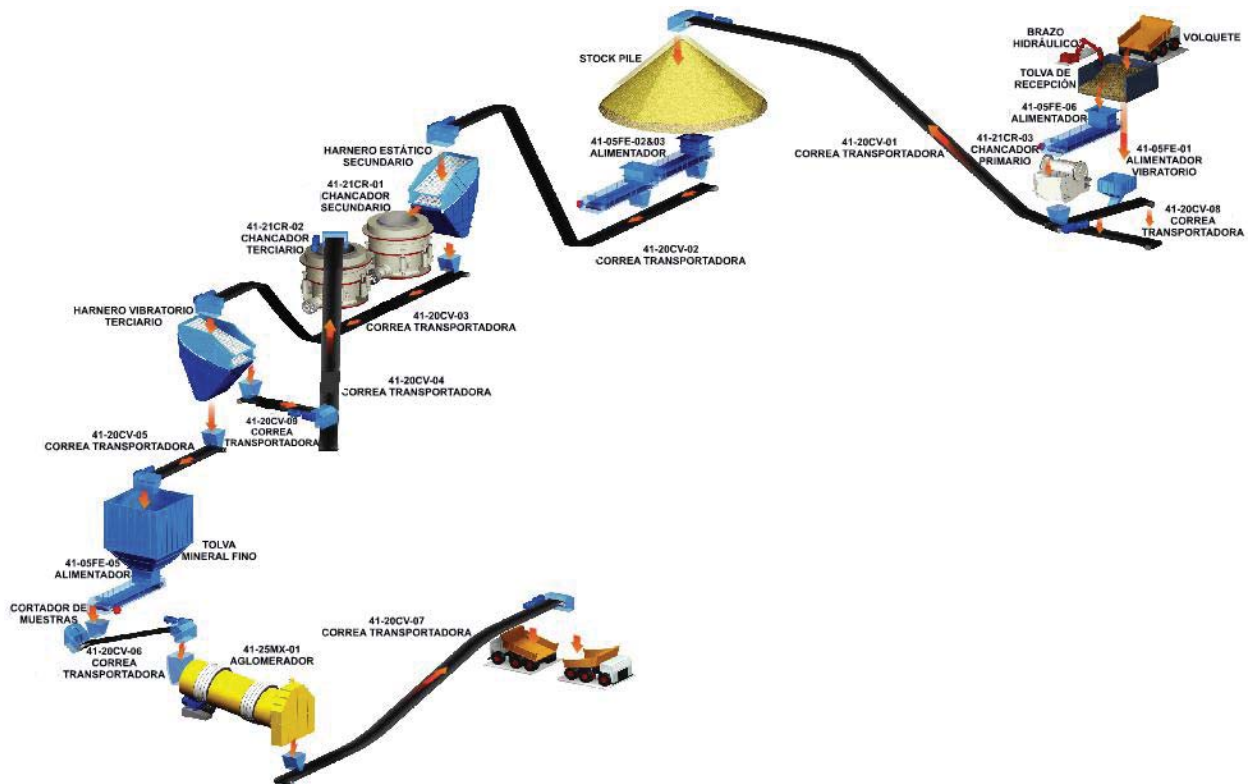 BRAZO
HIDRÁULICO
VOLQUETE
TOLVA DE
RECEPCIÓN
41-05FE-06
ALIMENTADOR
41-21CR-03
CHANCADOR
PRIMARIO
41-05FE-01
ALIMENTADOR
VIBRATORIO
41-20CV-08
CORREA
TRANSPORTADORA
41-20CV-01
CORREA TRANSPORTADORA
STOCK PILE
41-05FE-02&03
ALIMENTADOR
41-20CV-02
CORREA TRANSPORTADORA
HARNERO ESTÁTICO
SECUNDARIO
41-21CR-01
CHANCADOR
SECUNDARIO
41-21CR-02
CHANCADOR
TERCIARIO
41-20CV-03
CORREA TRANSPORTADORA
HARNERO VIBRATORIO
TERCIARIO
41-20CV-04
CORREA TRANSPORTADORA
41-20CV-09
CORREA
TRANSPORTADORA
41-20CV-05
CORREA TRANSPORTADORA
TOLVA
MINERAL FINO
41-05FE-05
ALIMENTADOR
CORTADOR DE
MUESTRAS
41-20CV-06
CORREA
TRANSPORTADORA
41-25MX-01
AGLOMERADOR
41-20CV-07
CORREA TRANSPORTADORA